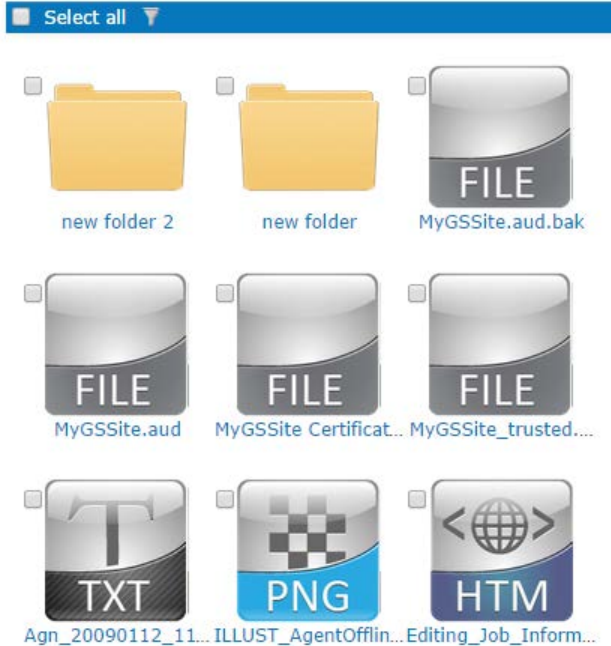 Select all
new folder 2
new folder
FILE
MyGSSite.aud.bak
FILE
MyGSSite.aud
FILE
MyGSSite Certificat...
FILE
MyGSSite_trusted....
TXT
Agn_20090112_11...
PNG
ILLUST_AgentOfflin...
< >
HTM
Editing_Job_Inform...